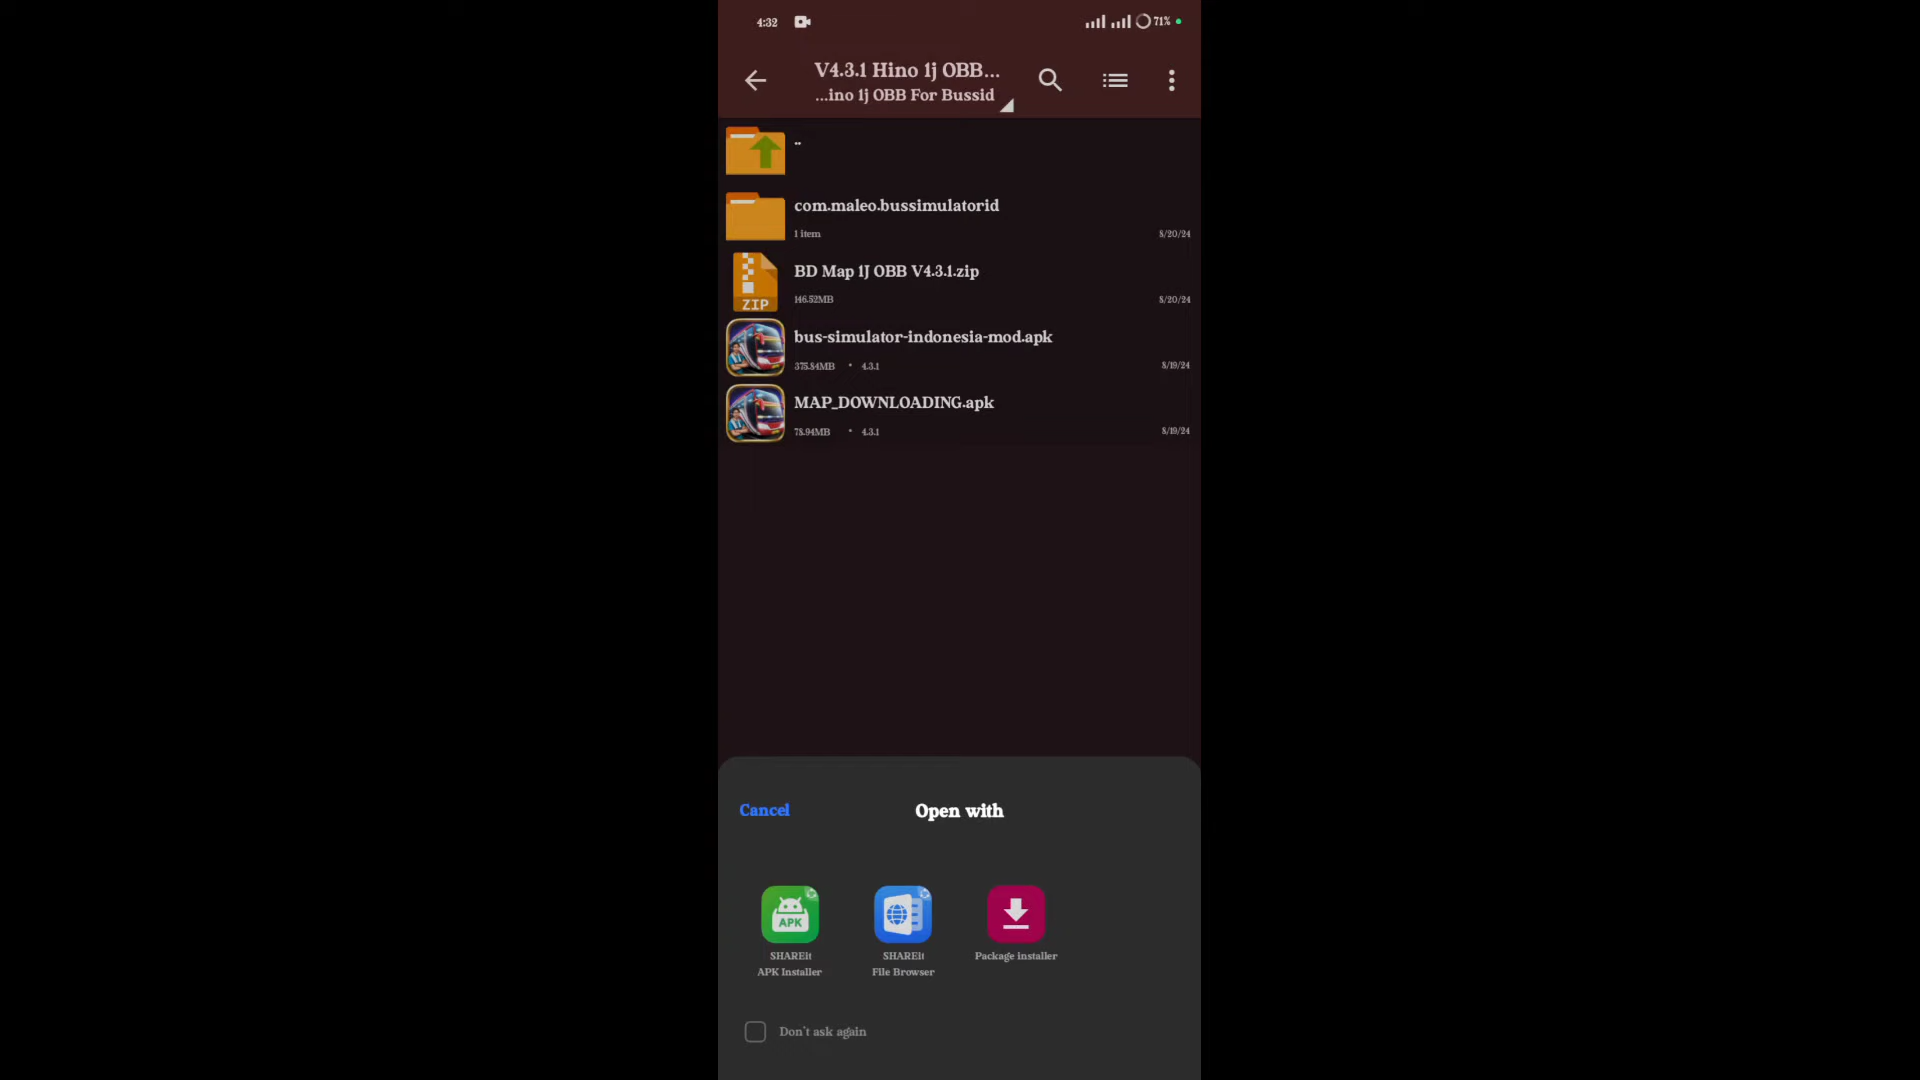 4:32
71%
V4.3.1 Hino 1j OBB...
...ino 1j OBB For Bussid
..
com.maleo.bussimulatorid
1 item
8/20/24
BD Map 1J OBB V4.3.1.zip
146.52MB
8/20/24
ZIP
bus-simulator-indonesia-mod.apk
375.84MB • 4.3.1
8/19/24
MAP_DOWNLOADING.apk
78.94MB • 4.3.1
8/19/24
Cancel
Open with
APK
SHAREit
APK Installer
SHAREit
File Browser
Package installer
Don't ask again